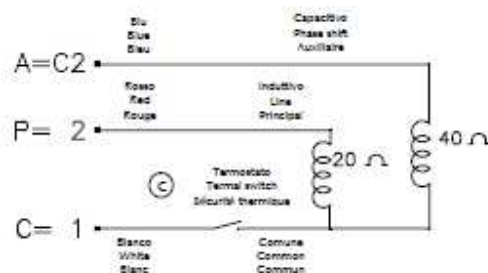 Blu
Blue
Bleu
Capacitivo
Phase shift
Auxiliaire
A=C2
Rosso
Red
Rouge
Induttivo
Line
Principal
P= 2
20 Ω
40 Ω
C
Termostato
Termal switch
Sécurité thermique
C= 1
Bianco
White
Blanc
Comune
Common
Commun